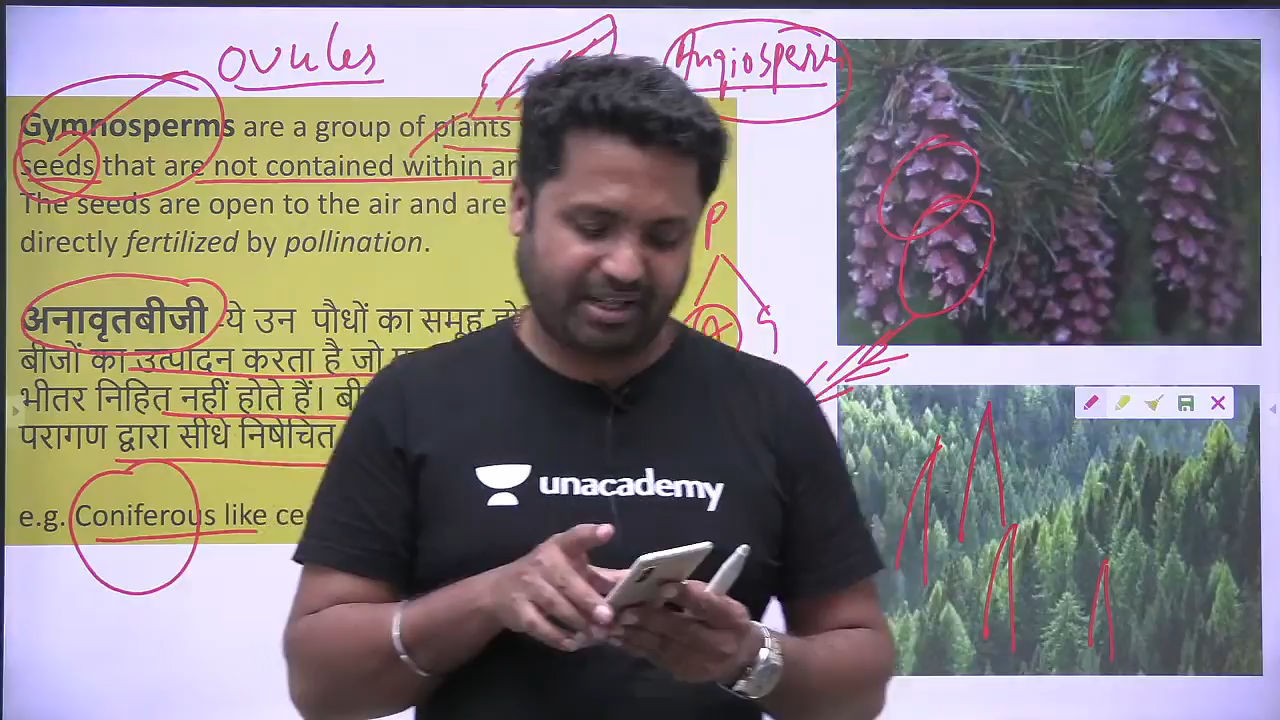 ovules
Angiosperm
Gymnosperms are a group of plants
seeds that are not contained within an
The seeds are open to the air and are
directly fertilized by pollination.
P
A G
अनावृतबीजी -ये उन पौधों का समूह
बीजों का उत्पादन करता है जो
भीतर निहित नहीं होते हैं।
परागण द्वारा सीधे निषेचित
e.g. Coniferous like
unacademy